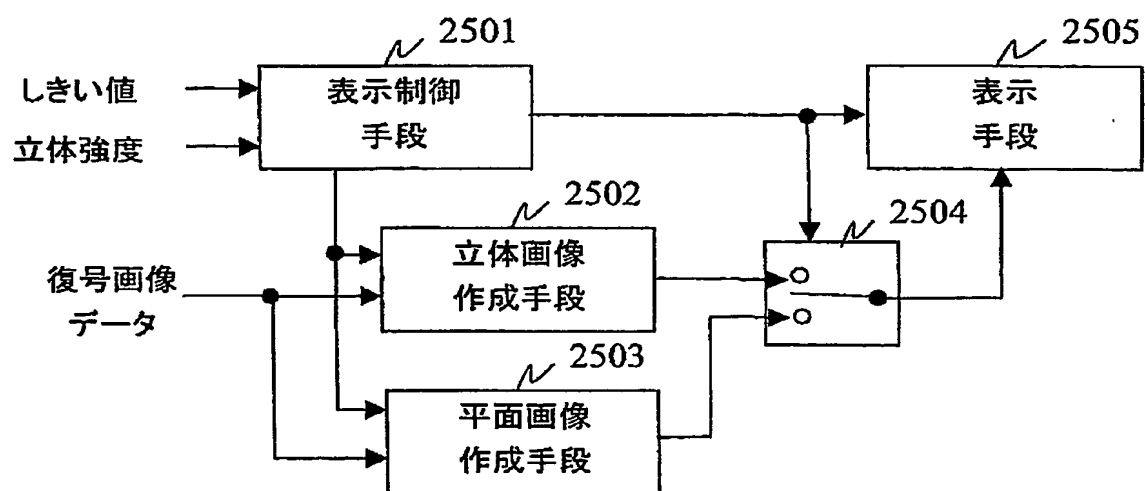 2501
2505
しきい値
立体強度
表示制御
手段
表示
手段
2502
2504
復号画像
データ
立体画像
作成手段
2503
平面画像
作成手段